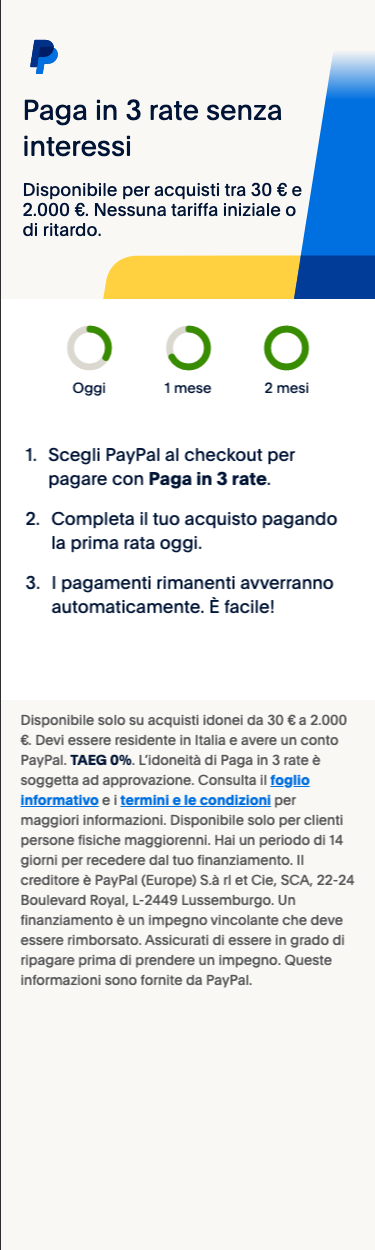 Paga in 3 rate senza
interessi
Disponibile per acquisti tra 30 € e
2.000 €. Nessuna tariffa iniziale o
di ritardo.
Oggi 1 mese 2 mesi
1. Scegli PayPal al checkout per
pagare con Paga in 3 rate.
2. Completa il tuo acquisto pagando
la prima rata oggi.
3. I pagamenti rimanenti avverranno
automaticamente. È facile!
Disponibile solo su acquisti idonei da 30 € a 2.000
€. Devi essere residente in Italia e avere un conto
PayPal. TAEG 0%. L'idoneità di Paga in 3 rate è
soggetta ad approvazione. Consulta il foglio
informativo e i termini e le condizioni per
maggiori informazioni. Disponibile solo per clienti
persone fisiche maggiorenni. Hai un periodo di 14
giorni per recedere dal tuo finanziamento. Il
creditore è PayPal (Europe) S.à rl et Cie, SCA, 22-24
Boulevard Royal, L-2449 Lussemburgo. Un
finanziamento è un impegno vincolante che deve
essere rimborsato. Assicurati di essere in grado di
ripagare prima di prendere un impegno. Queste
informazioni sono fornite da PayPal.